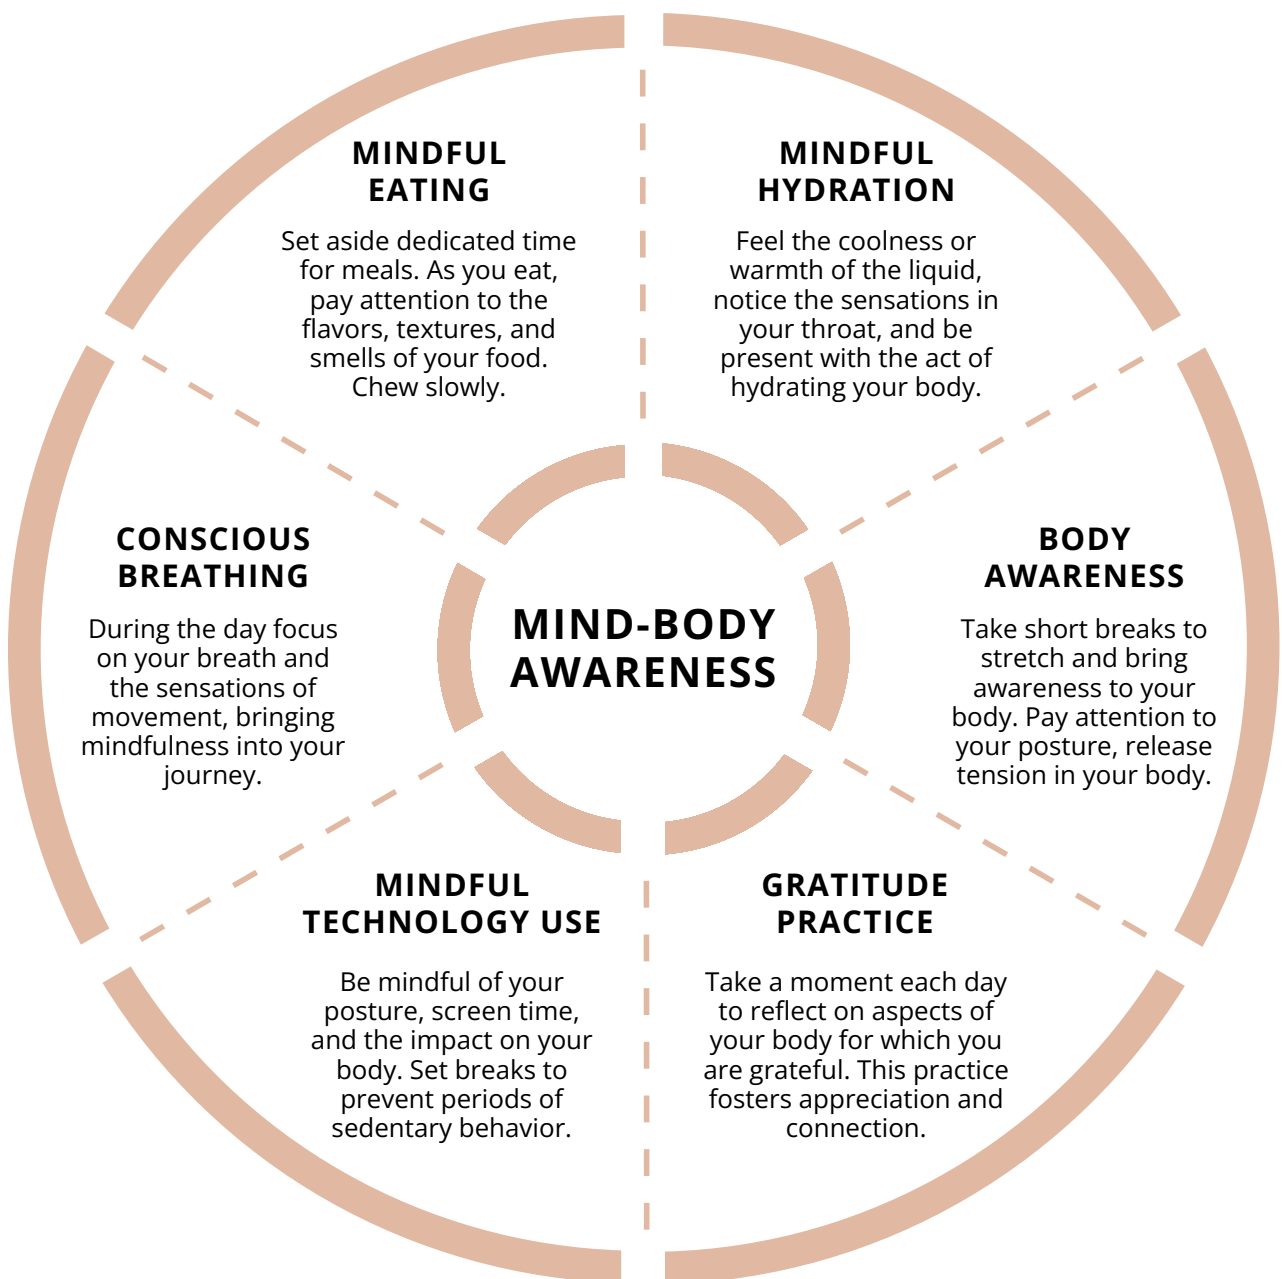 MINDFUL
EATING
Set aside dedicated time
for meals. As you eat,
pay attention to the
flavors, textures, and
smells of your food.
Chew slowly.
MINDFUL
HYDRATION
Feel the coolness or
warmth of the liquid,
notice the sensations in
your throat, and be
present with the act of
hydrating your body.
CONSCIOUS
BREATHING
During the day focus
on your breath and
the sensations of
movement, bringing
mindfulness into your
journey.
MIND-BODY
AWARENESS
BODY
AWARENESS
Take short breaks to
stretch and bring
awareness to your
body. Pay attention to
your posture, release
tension in your body.
MINDFUL
TECHNOLOGY USE
Be mindful of your
posture, screen time,
and the impact on your
body. Set breaks to
prevent periods of
sedentary behavior.
GRATITUDE
PRACTICE
Take a moment each day
to reflect on aspects of
your body for which you
are grateful. This practice
fosters appreciation and
connection.